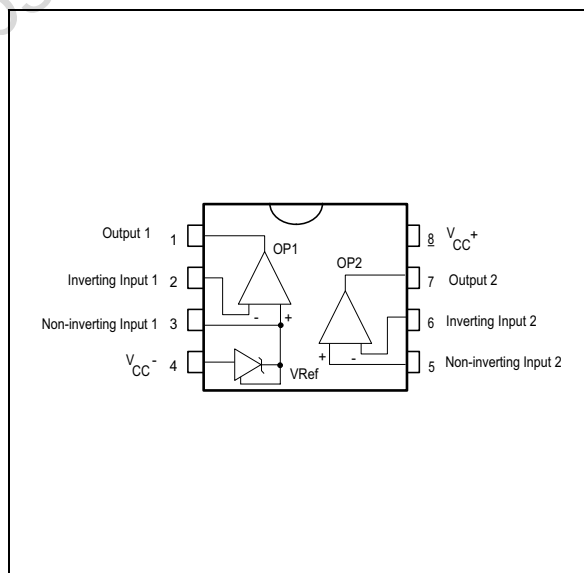 Output 1 1
Inverting Input 1 2
Non-inverting Input 1 3
VCC- 4
OP1
- +
VRef
OP2
+ -
8 VCC+
7 Output 2
6 Inverting Input 2
5 Non-inverting Input 2